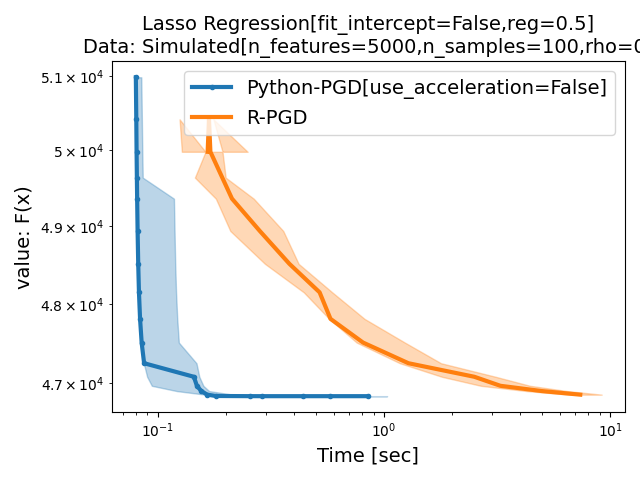 Lasso Regression[fit_intercept=False,reg=0.5]
Data: Simulated[n_features=5000,n_samples=100,rho=0
Python-PGD[use_acceleration=False]
R-PGD
value: F(x)
5.1 × 10⁴
5 × 10⁴
4.9 × 10⁴
4.8 × 10⁴
4.7 × 10⁴
10⁻¹ 10⁰ 10¹
Time [sec]